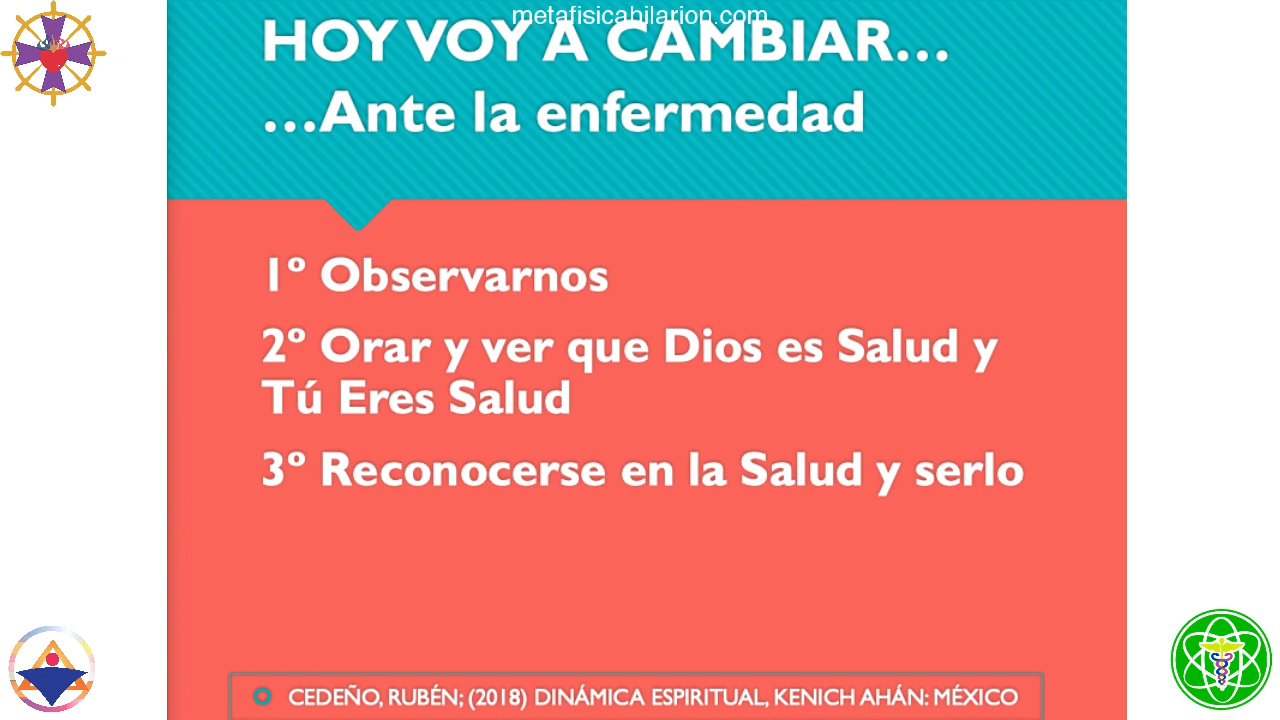 metafisicahilarion.com
HOY VOY A CAMBIAR...
...Ante la enfermedad
1º Observarnos
2º Orar y ver que Dios es Salud y
Tú Eres Salud
3º Reconocerse en la Salud y serlo
CEDEÑO, RUBÉN; (2018) DINÁMICA ESPIRITUAL, KENICH AHÁN: MÉXICO